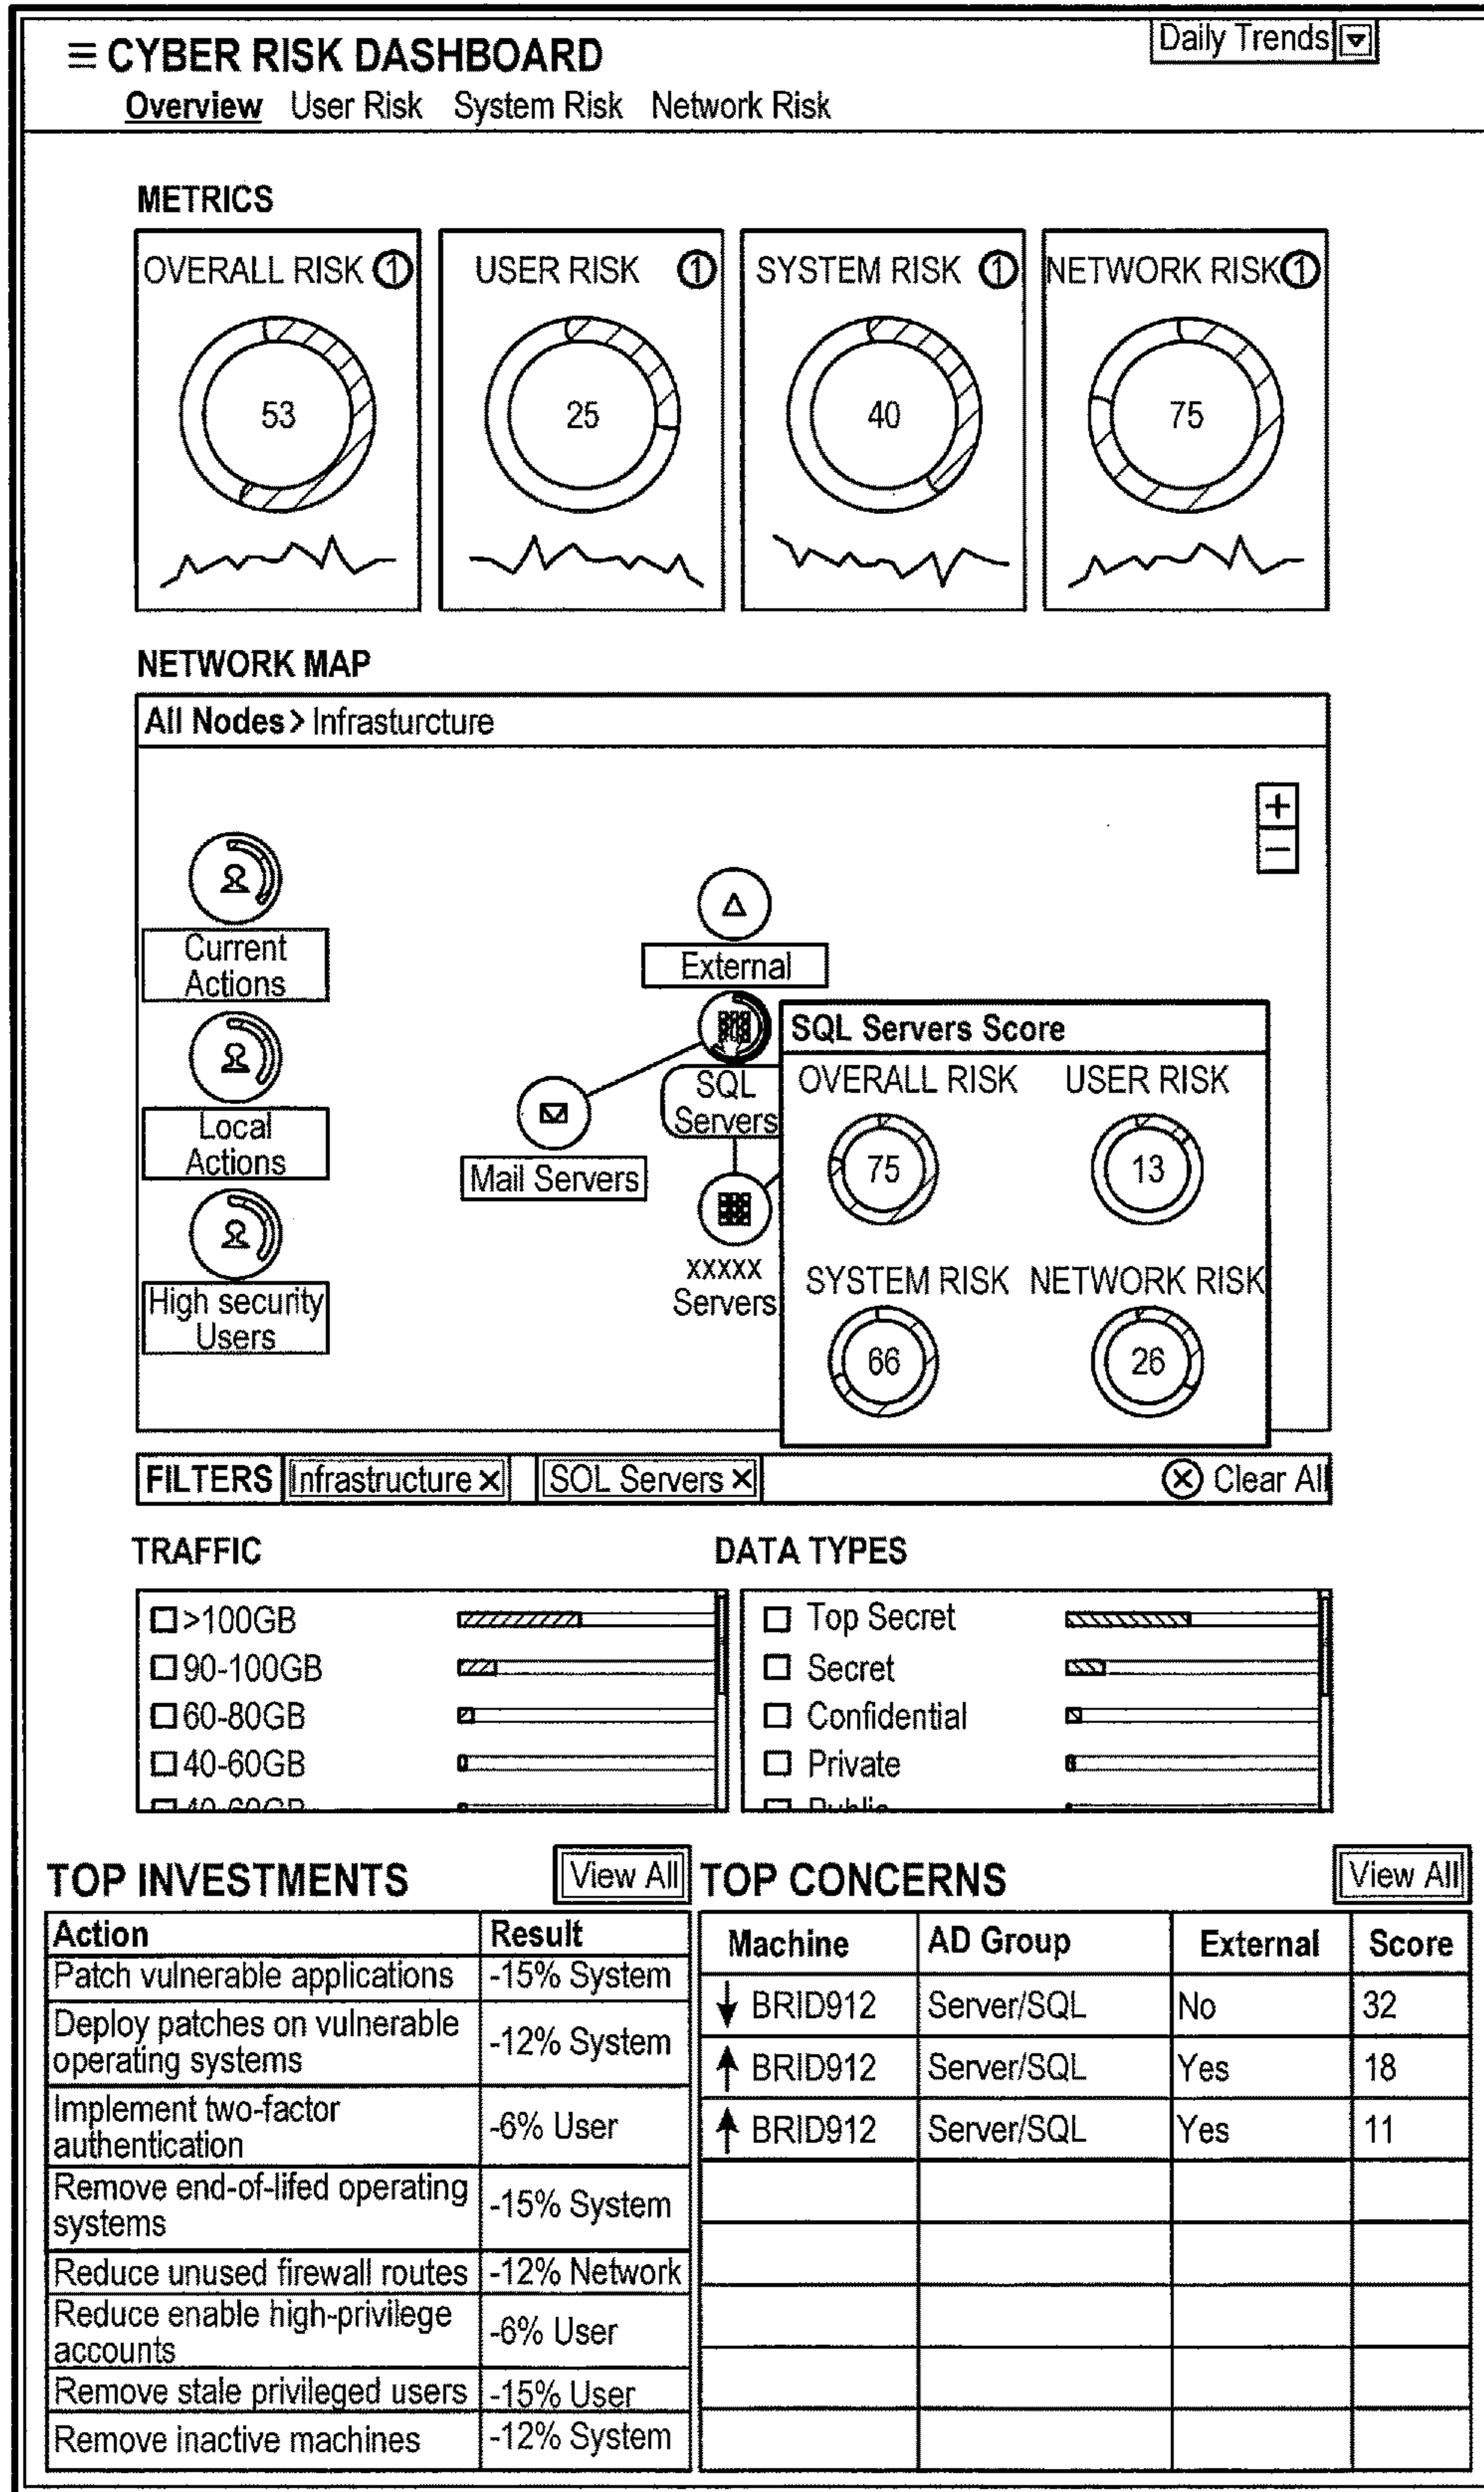 ≡ CYBER RISK DASHBOARD
Daily Trends
Overview User Risk System Risk Network Risk
METRICS
OVERALL RISK 1
USER RISK 1
SYSTEM RISK 1
NETWORK RISK 1
53
25
40
75
NETWORK MAP
All Nodes > Infrasturcture
+
−
Current
Actions
Local
Actions
High security
Users
External
SQL
Servers
Mail Servers
xxxxx
Servers
SQL Servers Score
OVERALL RISK USER RISK
75 13
SYSTEM RISK NETWORK RISK
66 26
FILTERS Infrastructure × SOL Servers × Clear All
TRAFFIC
>100GB
90-100GB
60-80GB
40-60GB
40-60GB
DATA TYPES
Top Secret
Secret
Confidential
Private
Public
TOP INVESTMENTS View All
Action Result
Patch vulnerable applications -15% System
Deploy patches on vulnerable
operating systems -12% System
Implement two-factor
authentication -6% User
Remove end-of-lifed operating
systems -15% System
Reduce unused firewall routes -12% Network
Reduce enable high-privilege
accounts -6% User
Remove stale privileged users -15% User
Remove inactive machines -12% System
TOP CONCERNS View All
Machine AD Group External Score
↓ BRID912 Server/SQL No 32
↑ BRID912 Server/SQL Yes 18
↑ BRID912 Server/SQL Yes 11